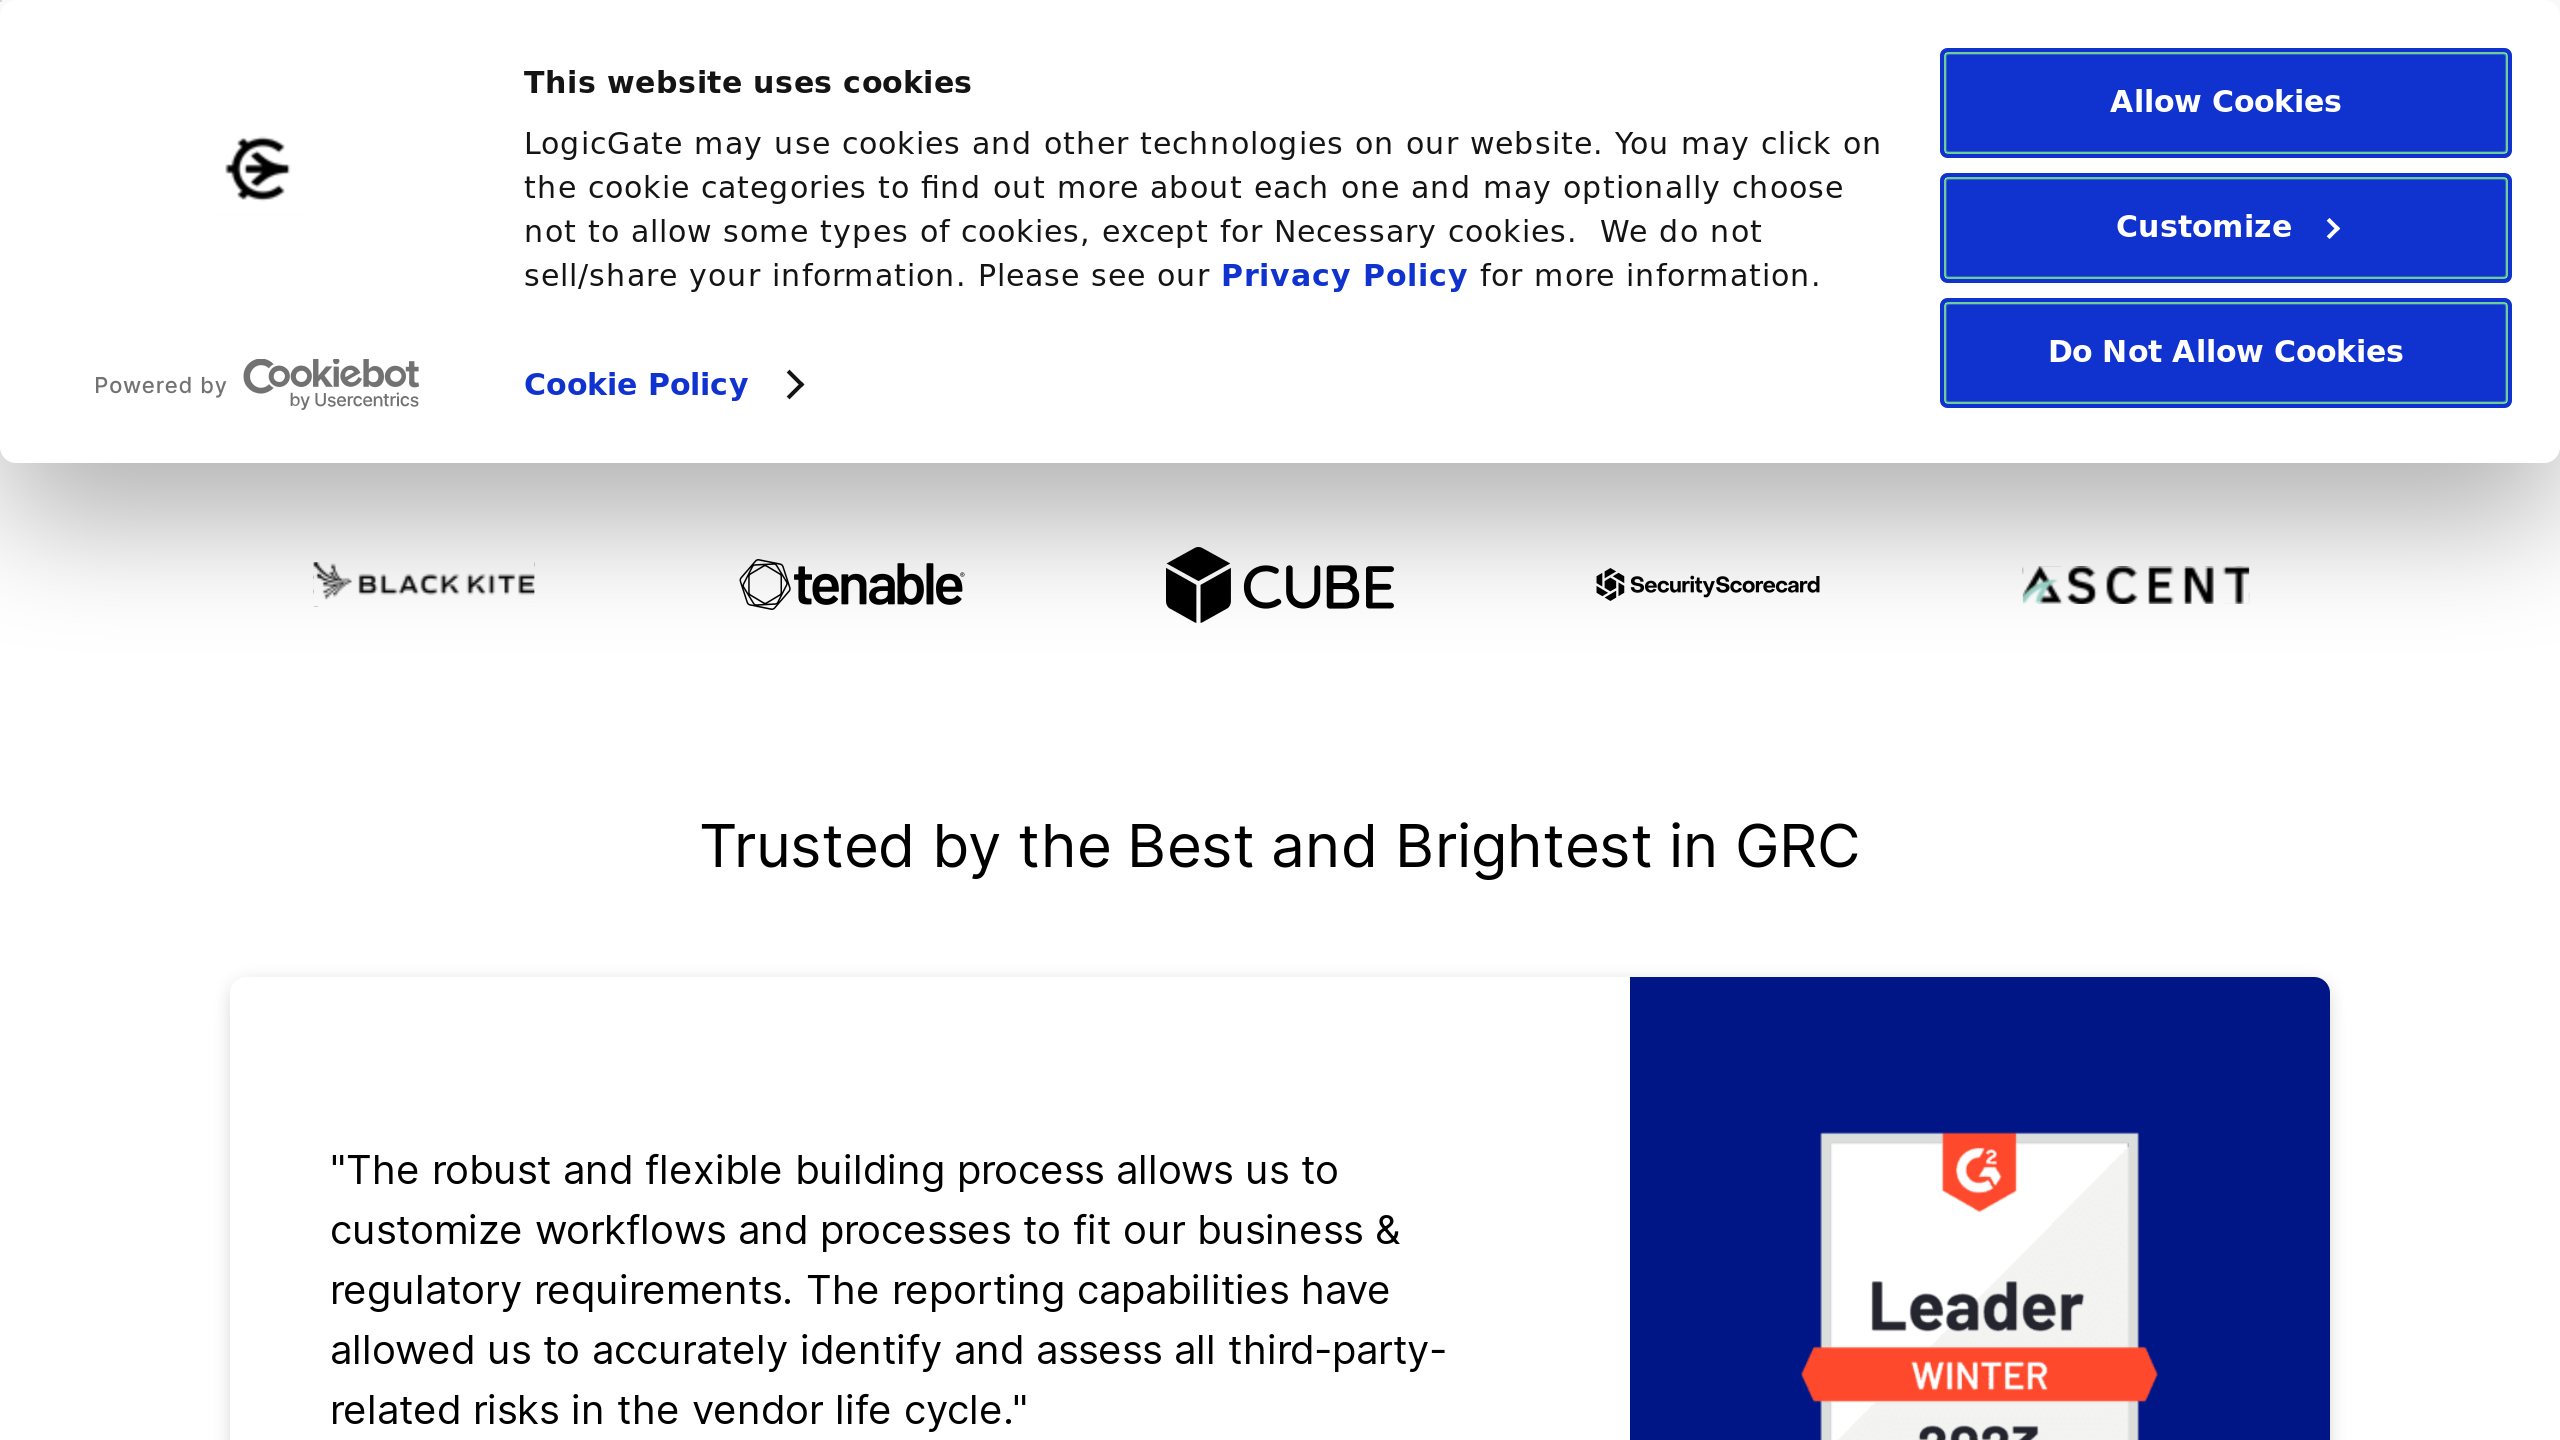 This website uses cookies
LogicGate may use cookies and other technologies on our website. You may click on
the cookie categories to find out more about each one and may optionally choose
not to allow some types of cookies, except for Necessary cookies.  We do not
sell/share your information. Please see our Privacy Policy for more information.
Powered by Cookiebot
by Usercentrics
Cookie Policy
Allow Cookies
Customize
Do Not Allow Cookies
BLACK KITE
tenable
CUBE
SecurityScorecard
ASCENT
Trusted by the Best and Brightest in GRC
"The robust and flexible building process allows us to
customize workflows and processes to fit our business &
regulatory requirements. The reporting capabilities have
allowed us to accurately identify and assess all third-party-
related risks in the vendor life cycle."
G2
Leader
WINTER
2023